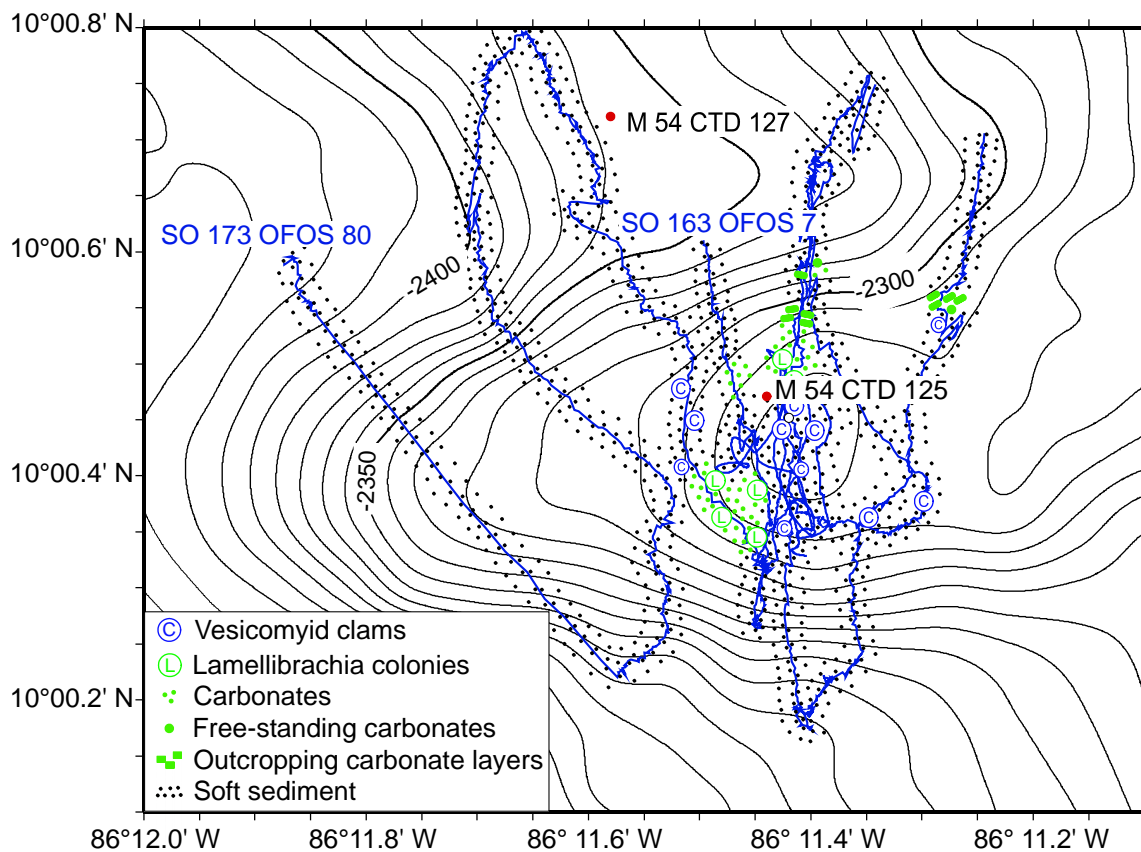 10°00.8' N
M 54 CTD 127
SO 173 OFOS 80
SO 163 OFOS 7
10°00.6' N
-2400
-2300
L
M 54 CTD 125
C
C
C
C
C
C
10°00.4' N
-2350
C
C
L
L
L
L
C
C
C
C
© Vesicomyid clams
L Lamellibrachia colonies
Carbonates
Free-standing carbonates
Outcropping carbonate layers
Soft sediment
10°00.2' N
86°12.0' W
86°11.8' W
86°11.6' W
86°11.4' W
86° 11.2' W